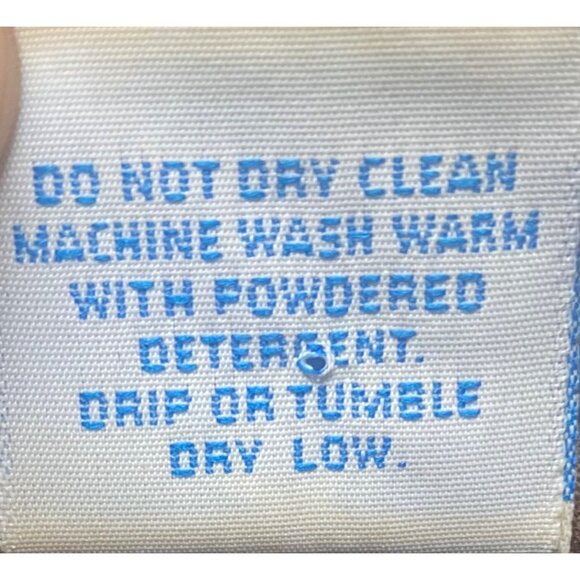 DO NOT DRY CLEAN
MACHINE WASH WARM
WITH POWDERED
DETERGENT.
DRIP OR TUMBLE
DRY LOW.